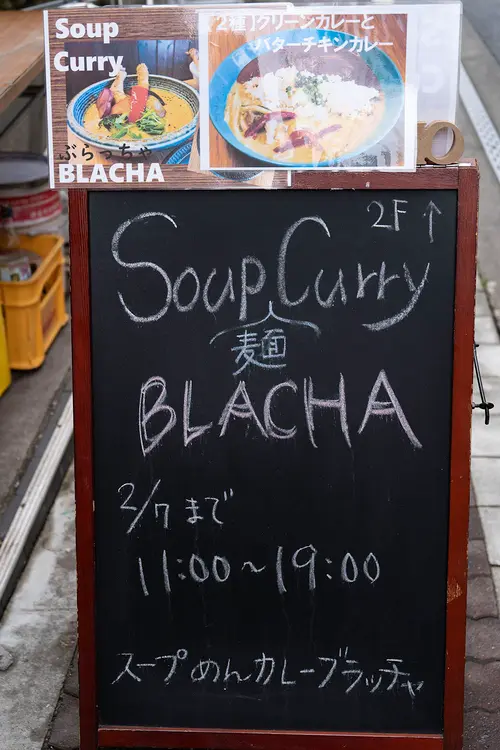 Soup
Curry
ぶらっちゃ
BLACHA
【2種】グリーンカレーと
バターチキンカレー
2F↑
Soup Curry
麺
BLACHA
2/7まで
11:00～19:00
スープめんカレーブラッチャ